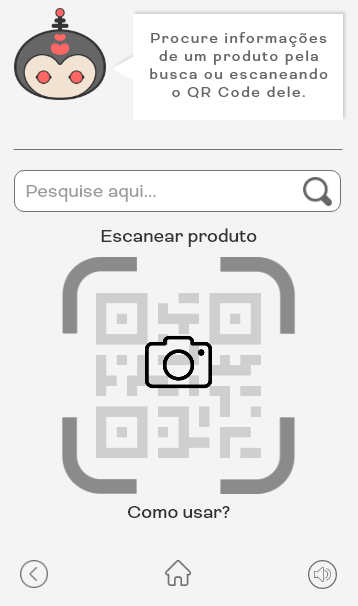 Procure informações
de um produto pela
busca ou escaneando
o QR Code dele.
Pesquise aqui...
Escanear produto
Como usar?